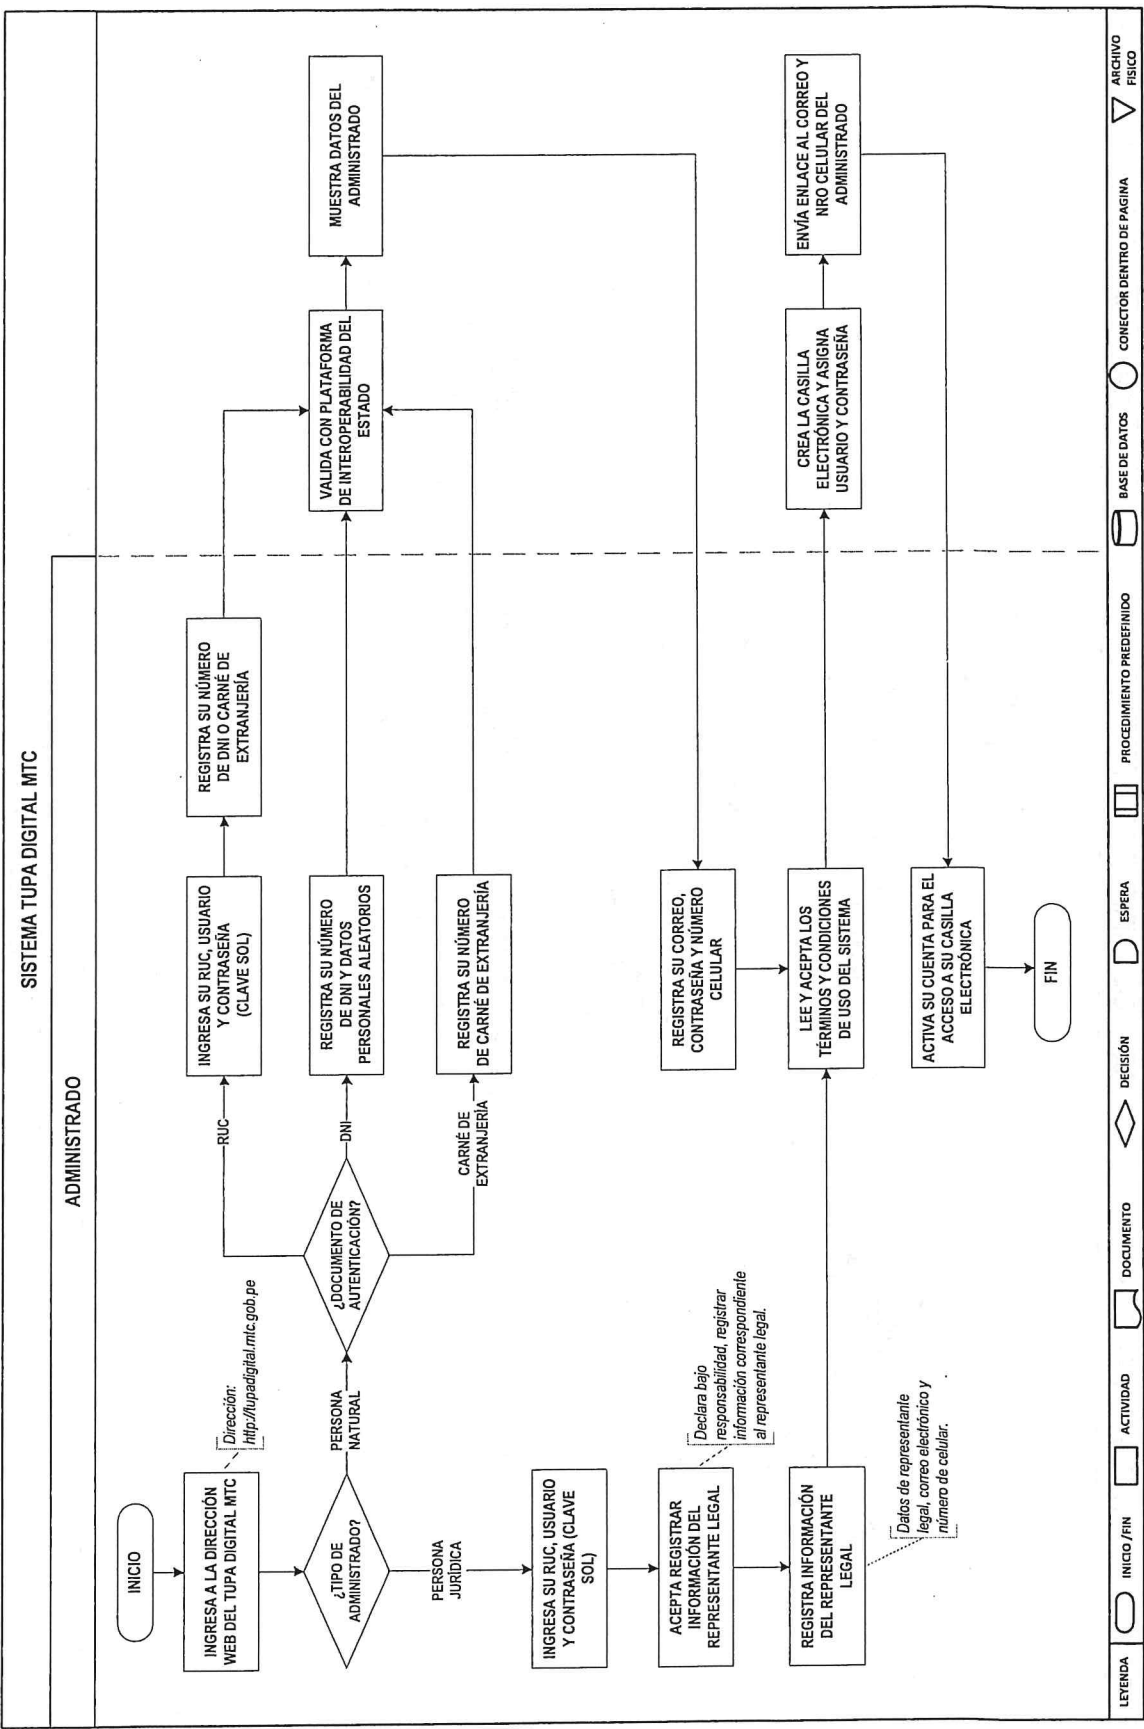 SISTEMA TUPA DIGITAL MTC
ADMINISTRADO
INICIO
INGRESA A LA DIRECCIÓN
WEB DEL TUPA DIGITAL MTC
Dirección:
http://tupadigital.mtc.gob.pe
¿TIPO DE
ADMINISTRADO?
PERSONA
NATURAL
¿DOCUMENTO DE
AUTENTICACIÓN?
RUC
INGRESA SU RUC, USUARIO
Y CONTRASEÑA
(CLAVE SOL)
REGISTRA SU NÚMERO
DE DNI O CARNÉ DE
EXTRANJERÍA
DNI
REGISTRA SU NÚMERO
DE DNI Y DATOS
PERSONALES ALEATORIOS
CARNÉ DE
EXTRANJERÍA
REGISTRA SU NÚMERO
DE CARNÉ DE EXTRANJERÍA
VALIDA CON PLATAFORMA
DE INTEROPERABILIDAD DEL
ESTADO
MUESTRA DATOS DEL
ADMINISTRADO
PERSONA
JURÍDICA
INGRESA SU RUC, USUARIO
Y CONTRASEÑA (CLAVE
SOL)
ACEPTA REGISTRAR
INFORMACIÓN DEL
REPRESENTANTE LEGAL
Declara bajo
responsabilidad, registrar
información correspondiente
al representante legal.
REGISTRA INFORMACIÓN
DEL REPRESENTANTE
LEGAL
Datos de representante
legal, correo electrónico y
número de celular.
REGISTRA SU CORREO,
CONTRASEÑA Y NÚMERO
CELULAR
LEE Y ACEPTA LOS
TÉRMINOS Y CONDICIONES
DE USO DEL SISTEMA
CREA LA CASILLA
ELECTRÓNICA Y ASIGNA
USUARIO Y CONTRASEÑA
ENVÍA ENLACE AL CORREO Y
NRO CELULAR DEL
ADMINISTRADO
ACTIVA SU CUENTA PARA EL
ACCESO A SU CASILLA
ELECTRÓNICA
FIN
LEYENDA
INICIO /FIN
ACTIVIDAD
DOCUMENTO
DECISIÓN
ESPERA
PROCEDIMIENTO PREDEFINIDO
BASE DE DATOS
CONECTOR DENTRO DE PAGINA
ARCHIVO
FISICO